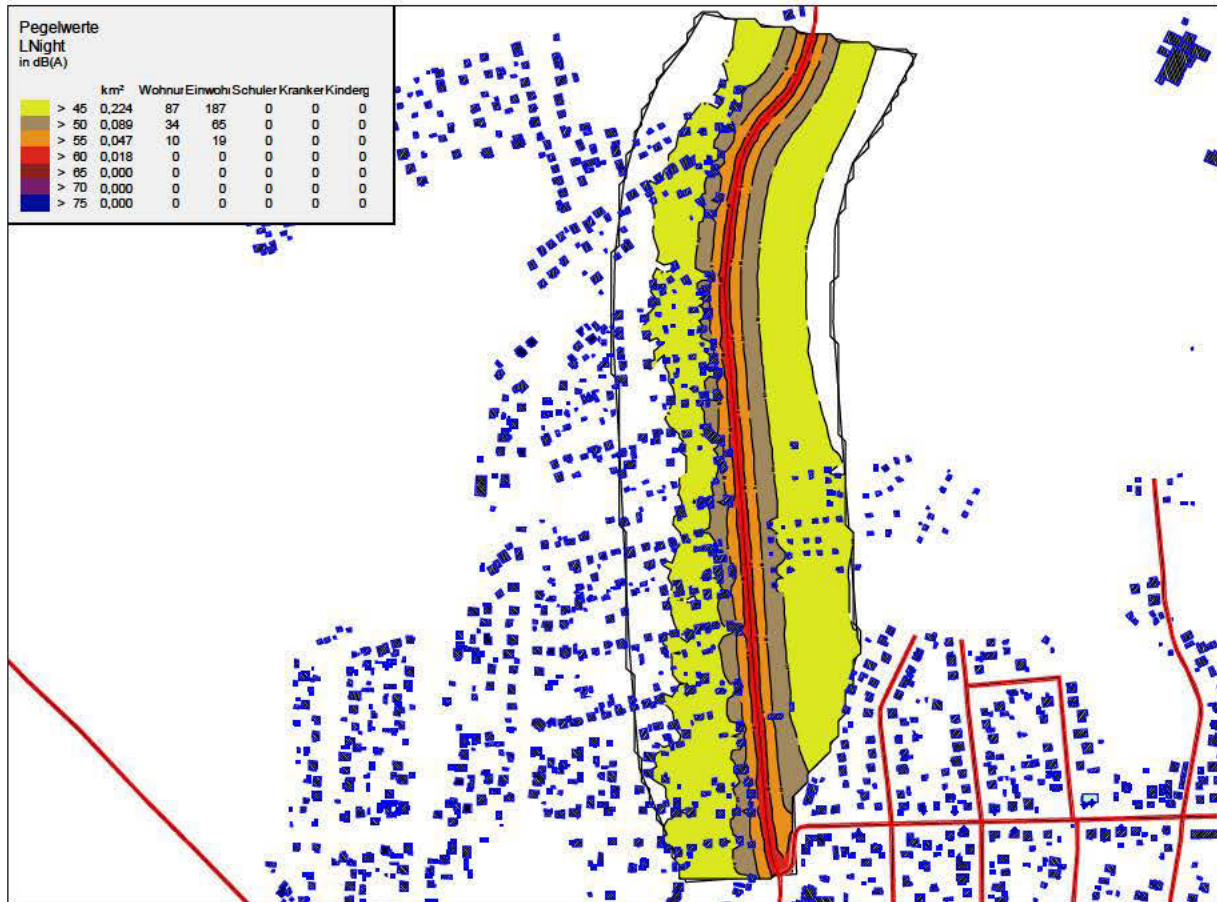 Pegelwerte
LNight
in dB(A)
km² Wohnur Einwohı Schuler Kranker Kinderg
> 45 0,224 87 187 0 0 0
> 50 0,089 34 65 0 0 0
> 55 0,047 10 19 0 0 0
> 60 0,018 0 0 0 0 0
> 65 0,000 0 0 0 0 0
> 70 0,000 0 0 0 0 0
> 75 0,000 0 0 0 0 0